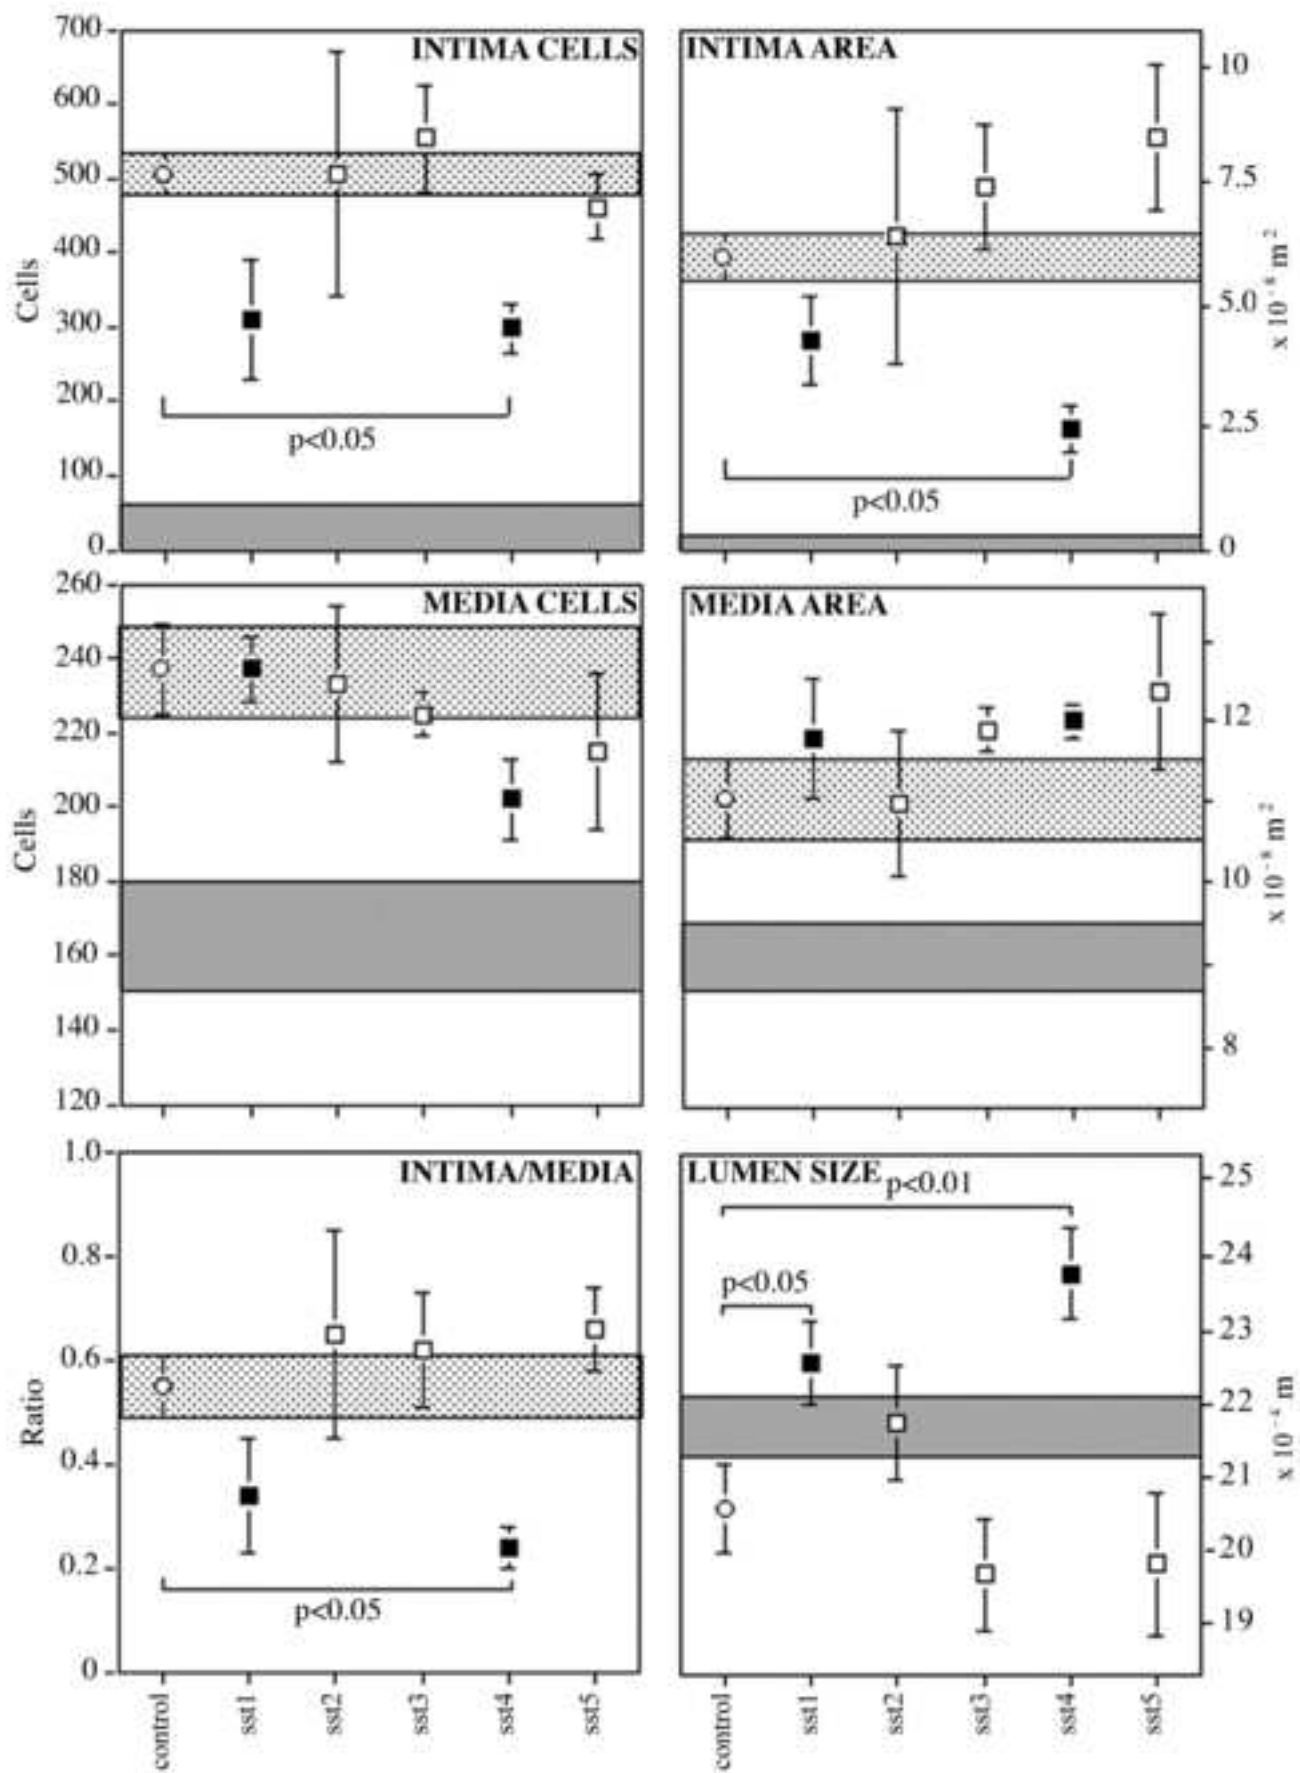 INTIMA CELLS
700
600
500
400
300
200
100
0
Cells
p<0.05
INTIMA AREA
10
7.5
5.0
2.5
0
x 10⁻⁸ m²
p<0.05
MEDIA CELLS
260
240
220
200
180
160
140
120
Cells
MEDIA AREA
12
10
8
x 10⁻⁸ m²
INTIMA/MEDIA
1.0
0.8
0.6
0.4
0.2
0
Ratio
p<0.05
control
sst1
sst2
sst3
sst4
sst5
LUMEN SIZE
p<0.01
p<0.05
25
24
23
22
21
20
19
x 10⁻⁴ m
control
sst1
sst2
sst3
sst4
sst5